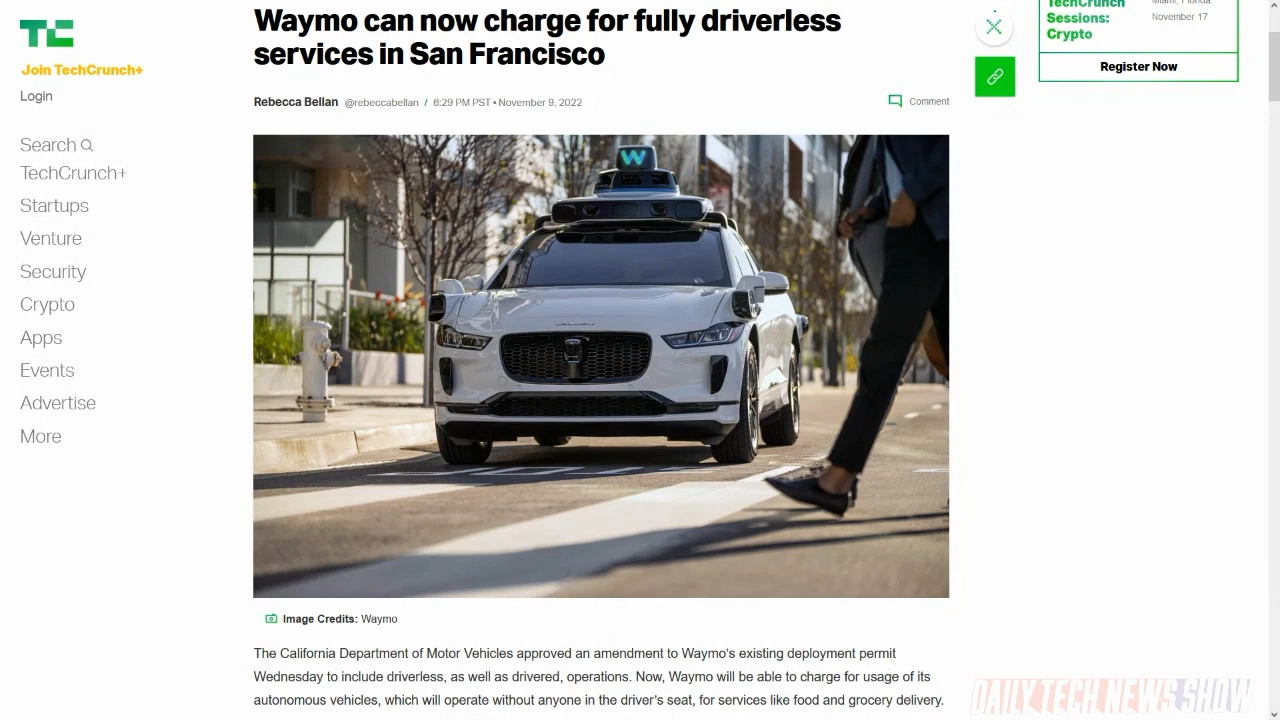 TC
Join TechCrunch+
Login
Search
TechCrunch+
Startups
Venture
Security
Crypto
Apps
Events
Advertise
More
Waymo can now charge for fully driverless
services in San Francisco
Rebecca Bellan @rebeccabellan / 6:29 PM PST • November 9, 2022
Comment
W
Image Credits: Waymo
The California Department of Motor Vehicles approved an amendment to Waymo's existing deployment permit
Wednesday to include driverless, as well as drivered, operations. Now, Waymo will be able to charge for usage of its
autonomous vehicles, which will operate without anyone in the driver's seat, for services like food and grocery delivery.
TechCrunch
Sessions:
Crypto
Miami, Florida
November 17
Register Now
DAILY TECH NEWS SHOW